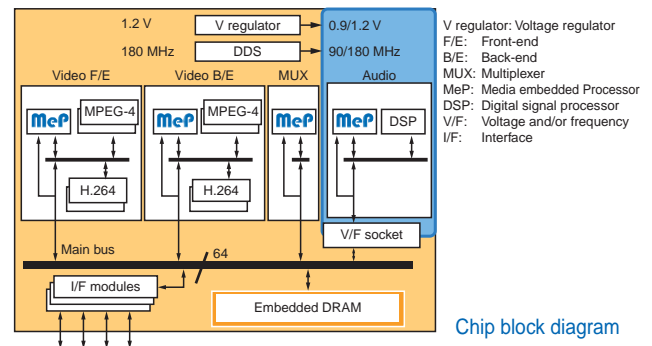 1.2 V
V regulator
0.9/1.2 V
180 MHz
DDS
90/180 MHz
Video F/E
Video B/E
MUX
Audio
MeP
MPEG-4
H.264
MeP
MPEG-4
H.264
MeP
MeP
DSP
V/F socket
Main bus
64
I/F modules
Embedded DRAM
V regulator: Voltage regulator
F/E: Front-end
B/E: Back-end
MUX: Multiplexer
MeP: Media embedded Processor
DSP: Digital signal processor
V/F: Voltage and/or frequency
I/F: Interface
Chip block diagram